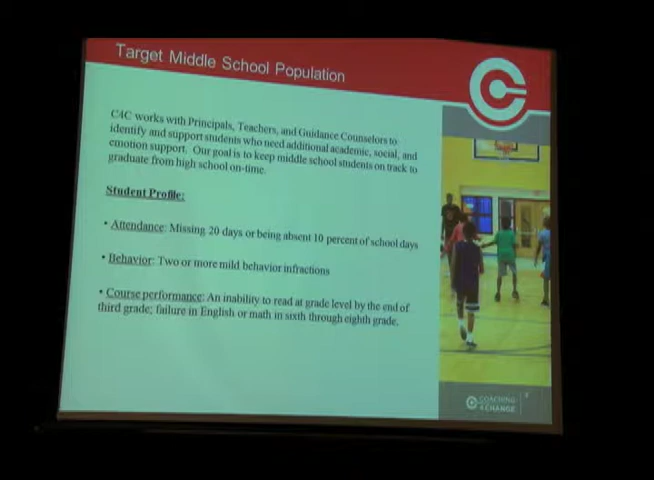 Target Middle School Population
C4C works with Principals, Teachers, and Guidance Counselors to
identify and support students who need additional academic, social, and
emotion support. Our goal is to keep middle school students on track to
graduate from high school on-time.
Student Profile:
• Attendance: Missing 20 days or being absent 10 percent of school days
• Behavior: Two or more mild behavior infractions
• Course performance: An inability to read at grade level by the end of
third grade; failure in English or math in sixth through eighth grade.
COACHING
4CHANGE